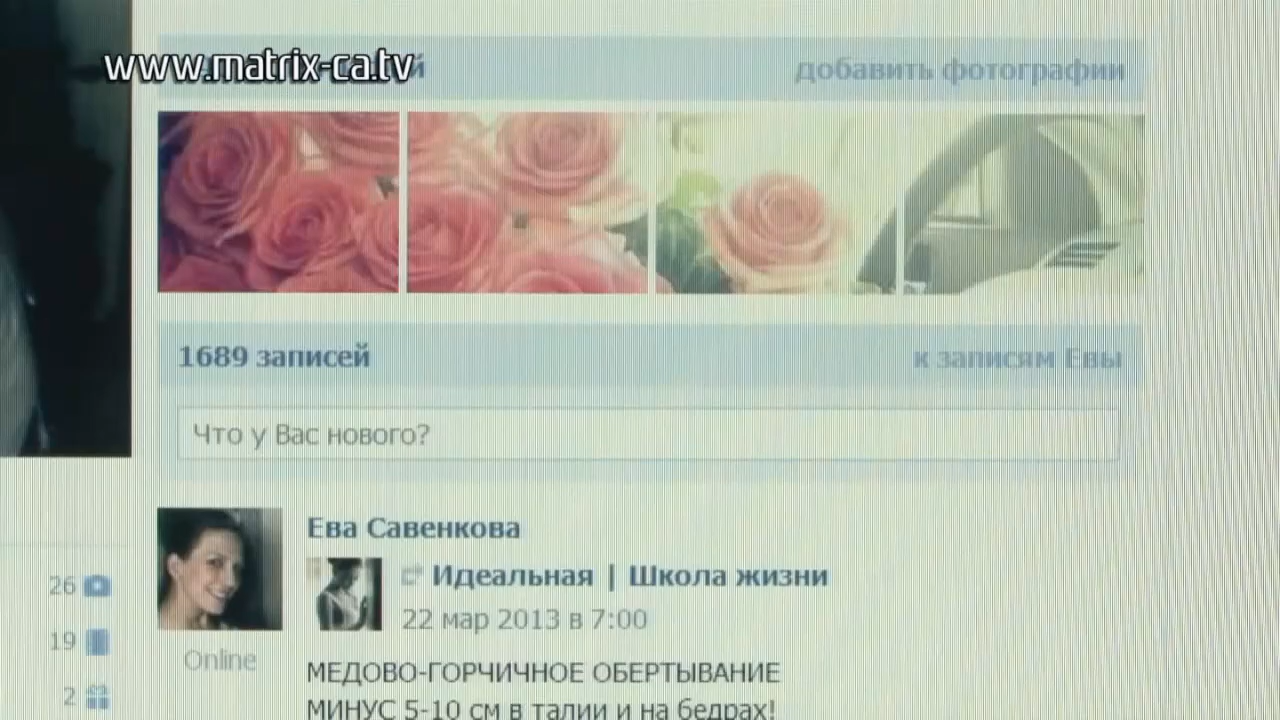 www.matrix-ca.tv
добавить фотографии
1689 записей
к записям Евы
Что у Вас нового?
Ева Савенкова
Идеальная | Школа жизни
22 мар 2013 в 7:00
26
19
2
Online
МЕДОВО-ГОРЧИЧНОЕ ОБЕРТЫВАНИЕ
МИНУС 5-10 см в талии и на бедрах!